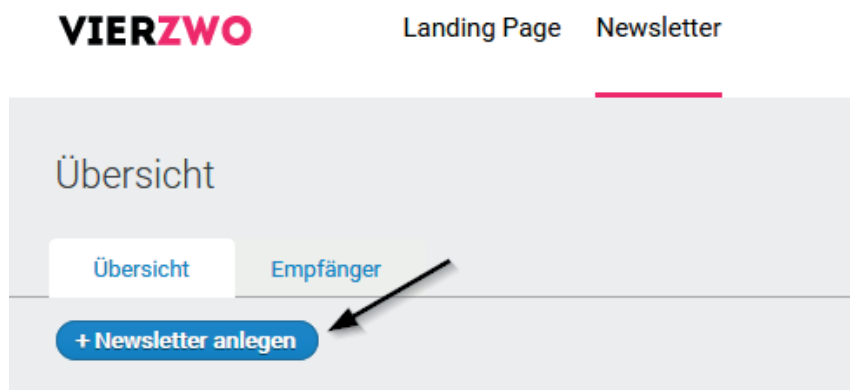 VIERZWO Landing Page Newsletter
Übersicht
Übersicht Empfänger
+ Newsletter anlegen